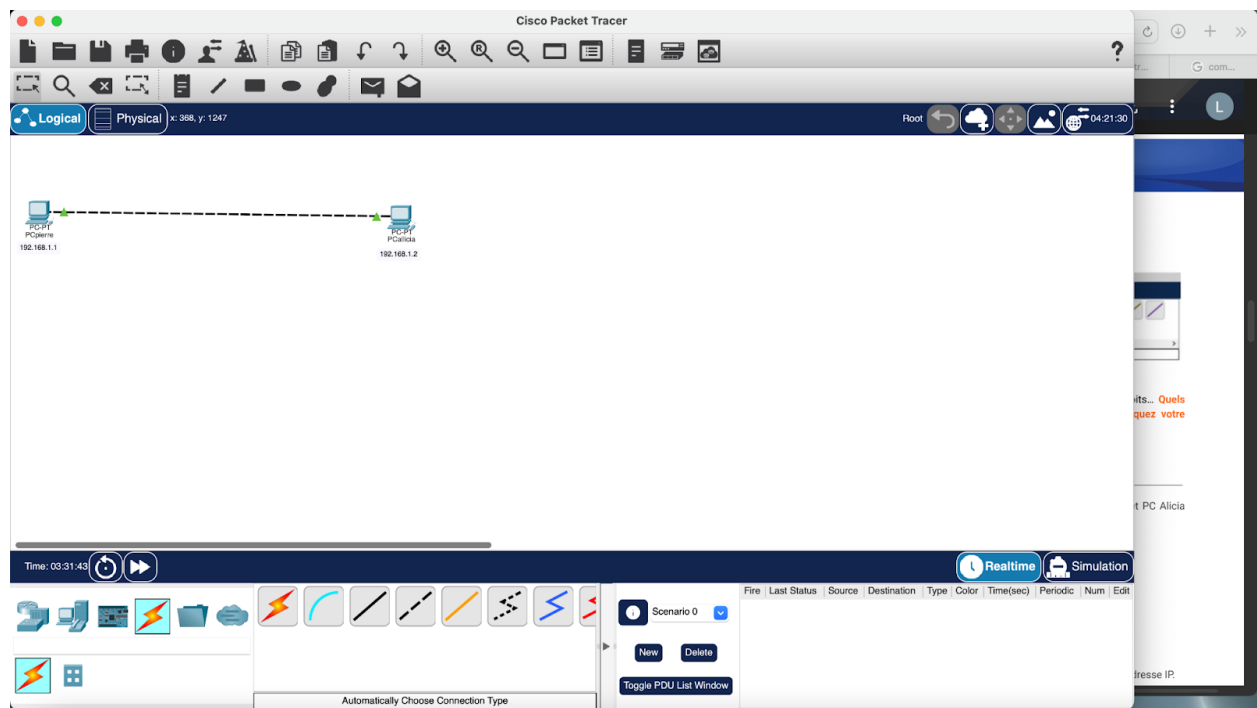 Cisco Packet Tracer
?
Logical
Physical
x: 368, y: 1247
Root
04:21:30
PC-PT
PCpierre
192.168.1.1
PC-PT
PCalicia
192.168.1.2
Time: 03:31:43
Realtime
Simulation
Scenario 0
New
Delete
Toggle PDU List Window
Fire Last Status Source Destination Type Color Time(sec) Periodic Num Edit
Automatically Choose Connection Type
tr...
G com...
L
its... Quels
quez votre
t PC Alicia
dresse IP.